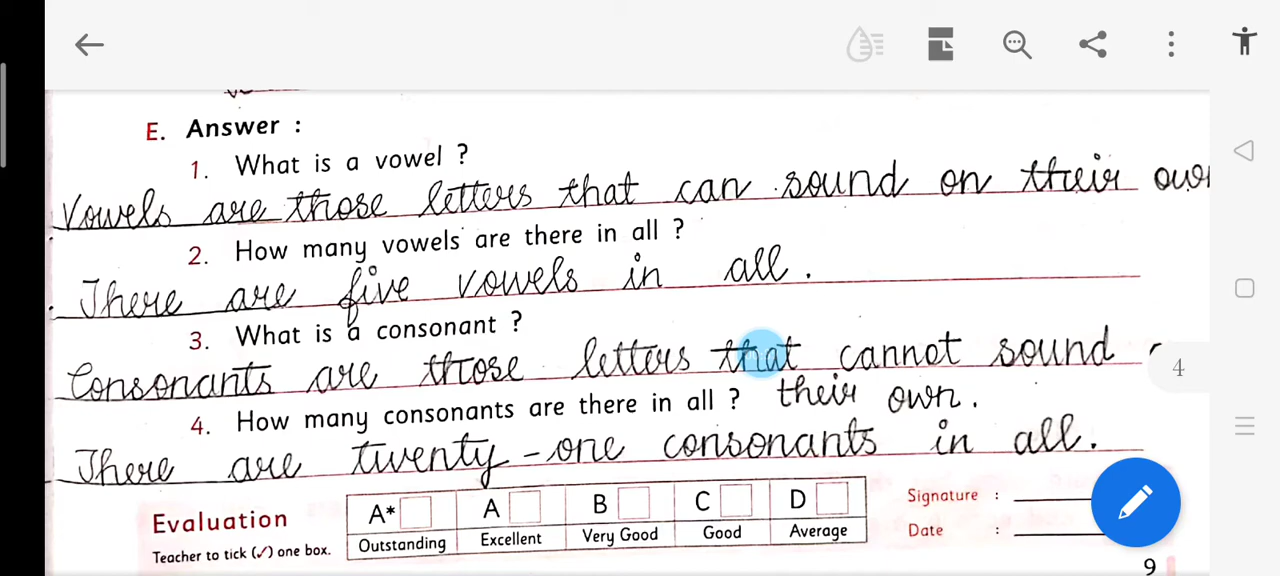 E. Answer :
1. What is a vowel ?
Vowels are those letters that can sound on their own
2. How many vowels are there in all ?
There are five vowels in all.
3. What is a consonant ?
Consonants are those letters that cannot sound
4
4. How many consonants are there in all ? their own.
There are twenty-one consonants in all.
Evaluation
Teacher to tick (✓) one box.
A* A B C D
Outstanding Excellent Very Good Good Average
Signature :
Date :
9